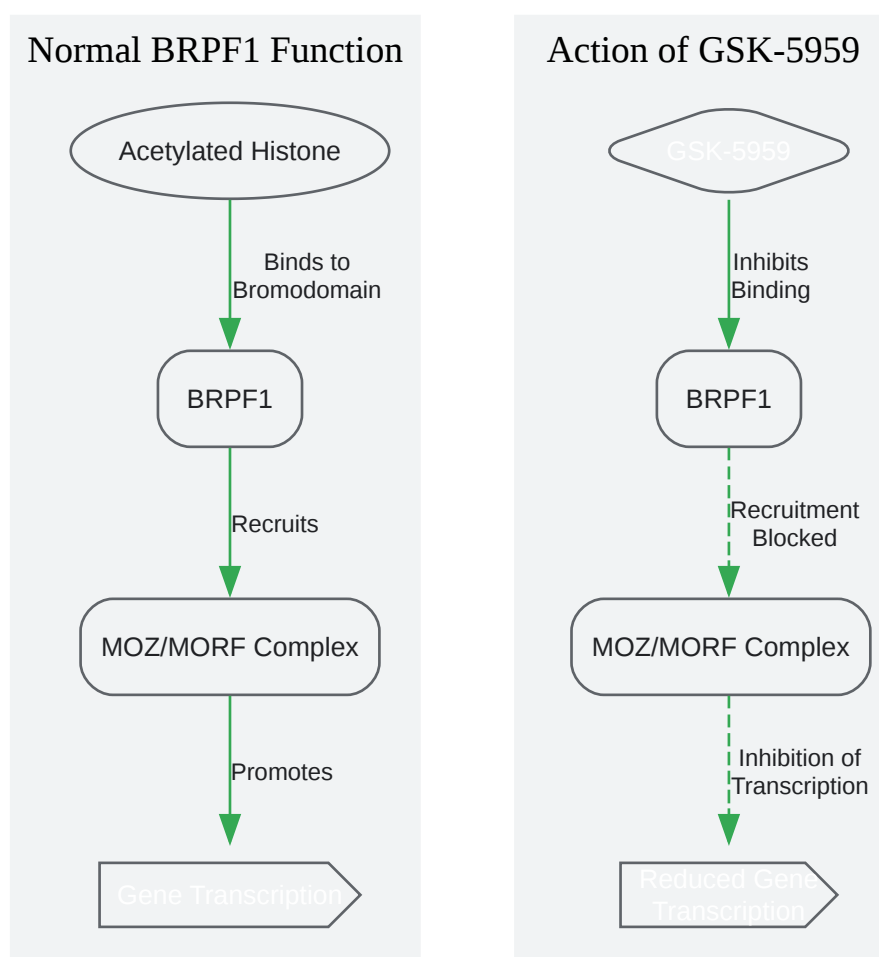 Normal BRPF1 Function
Acetylated Histone
Binds to
Bromodomain
BRPF1
Recruits
MOZ/MORF Complex
Promotes
Gene Transcription
Action of GSK-5959
GSK-5959
Inhibits
Binding
BRPF1
Recruitment
Blocked
MOZ/MORF Complex
Inhibition of
Transcription
Reduced Gene
Transcription